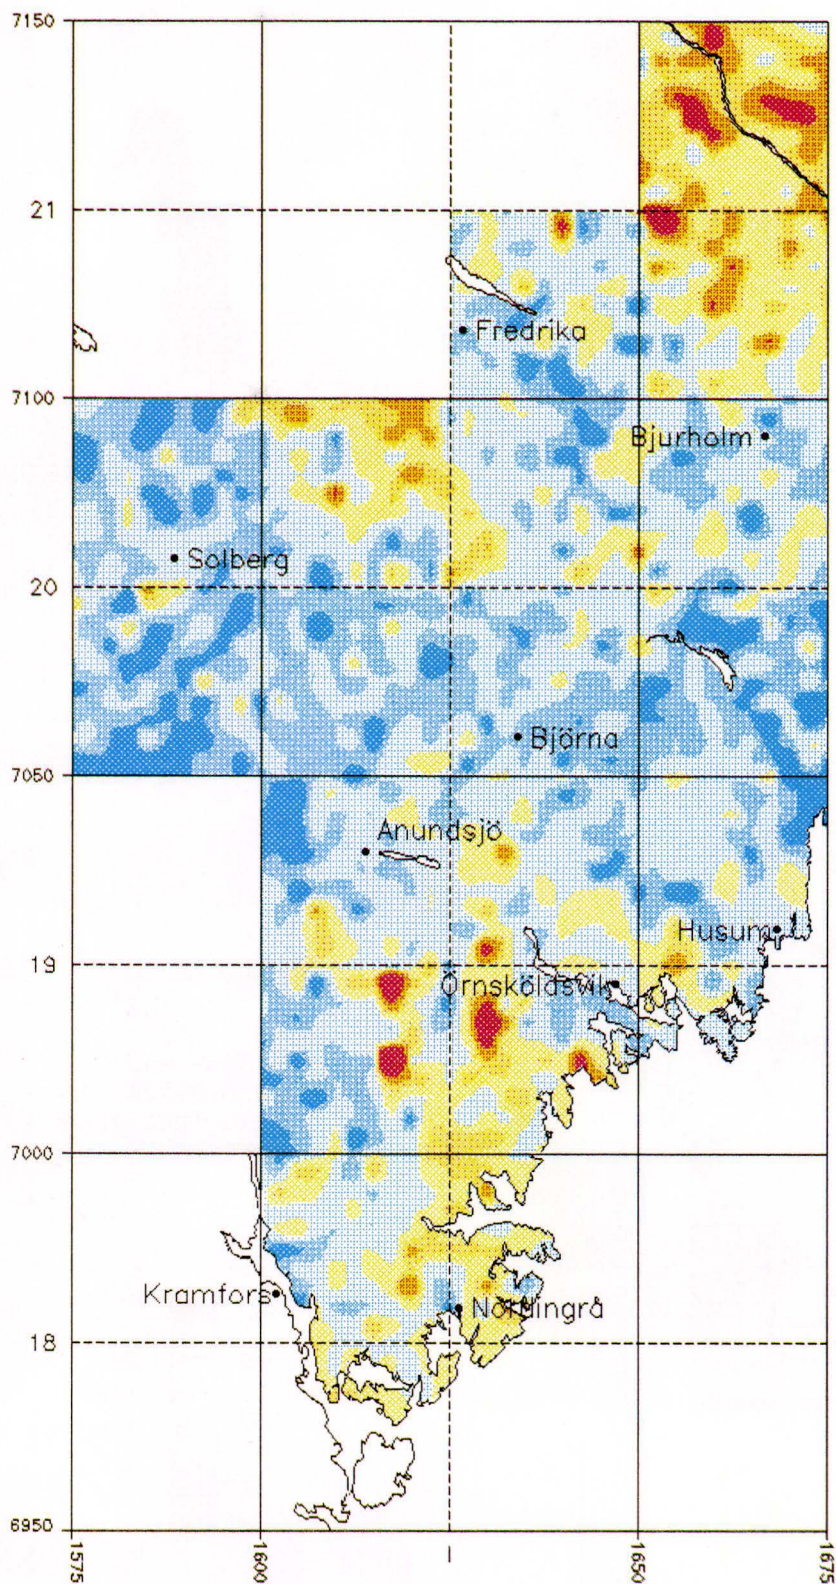 7150
21
Fredrika
7100
Bjurholm
Solberg
20
Björna
7050
Anundsjö
Husum
19
Örnsköldsvik
7000
Kramfors
Nordingrå
18
6950
1575
1600
I
1650
1675